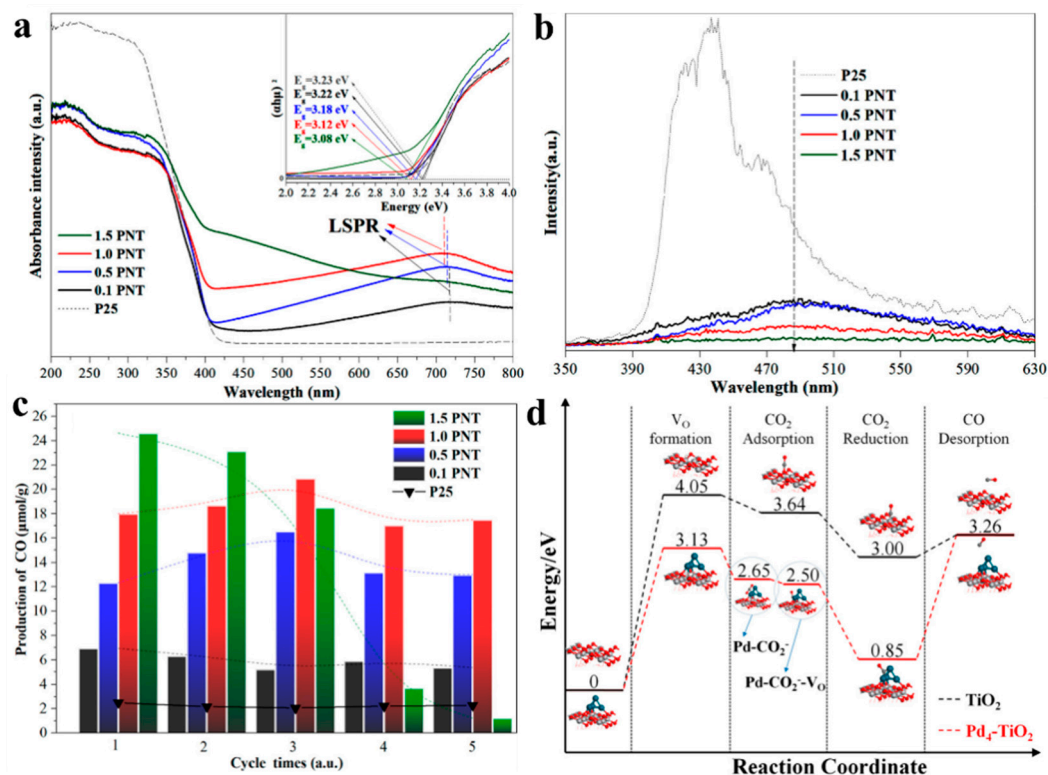 a
Absorbance intensity (a.u.)
Wavelength (nm)
200 250 300 350 400 450 500 550 600 650 700 750 800
1.5 PNT
1.0 PNT
0.5 PNT
0.1 PNT
P25
LSPR
(αhμ) ²
0
E g=3.23 eV
E g=3.22 eV
E g=3.18 eV
E g=3.12 eV
E g=3.08 eV
2.0 2.2 2.4 2.6 2.8 3.0 3.2 3.4 3.6 3.8 4.0
Energy (eV)
b
Intensity(a.u.)
P25
0.1 PNT
0.5 PNT
1.0 PNT
1.5 PNT
350 390 430 470 510 550 590 630
Wavelength (nm)
c
Production of CO (μmol/g)
26
24
22
20
18
16
14
12
10
8
6
4
2
0
1.5 PNT
1.0 PNT
0.5 PNT
0.1 PNT
P25
1 2 3 4 5
Cycle times (a.u.)
d
Energy/eV
VO formation
CO2 Adsorption
CO2 Reduction
CO Desorption
0
4.05
3.64
3.00
3.26
3.13
2.65
2.50
0.85
Pd-CO2-
Pd-CO2--VO
TiO2
Pd4-TiO2
Reaction Coordinate